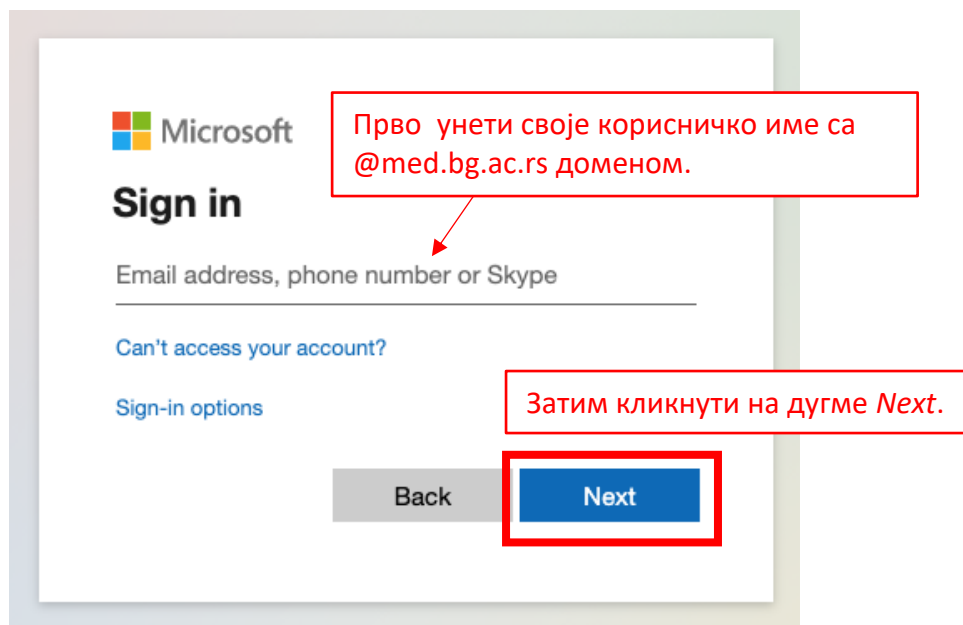 Microsoft
Прво унети своје корисничко име са
@med.bg.ac.rs доменом.
Sign in
Email address, phone number or Skype
Can't access your account?
Sign-in options
Затим кликнути на дугме Next.
Back
Next